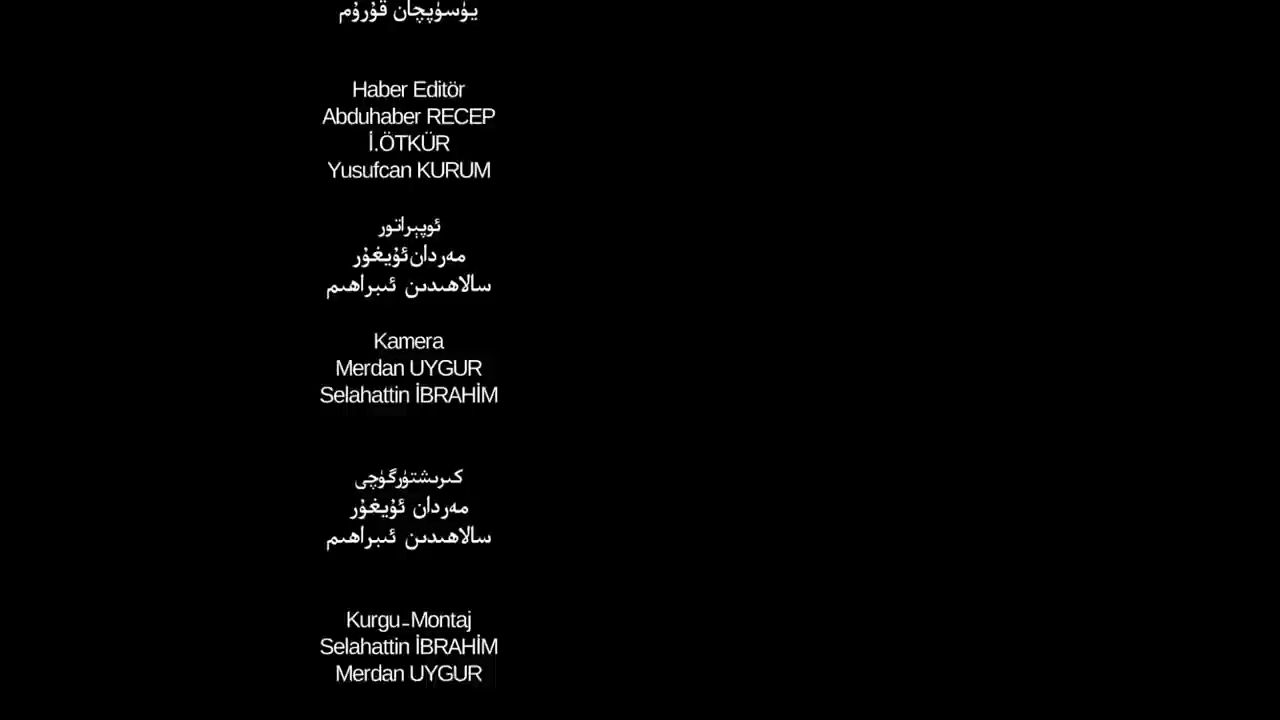 يۈسۈپجان قۇرۇم
Haber Editör
Abduhaber RECEP
İ.ÖTKÜR
Yusufcan KURUM
ئوپېراتور
مەردان ئۇيغۇر
سالاھىدىن ئىبراھىم
Kamera
Merdan UYGUR
Selahattin İBRAHİM
كىرىشتۈرگۈچى
مەردان ئۇيغۇر
سالاھىدىن ئىبراھىم
Kurgu-Montaj
Selahattin İBRAHİM
Merdan UYGUR